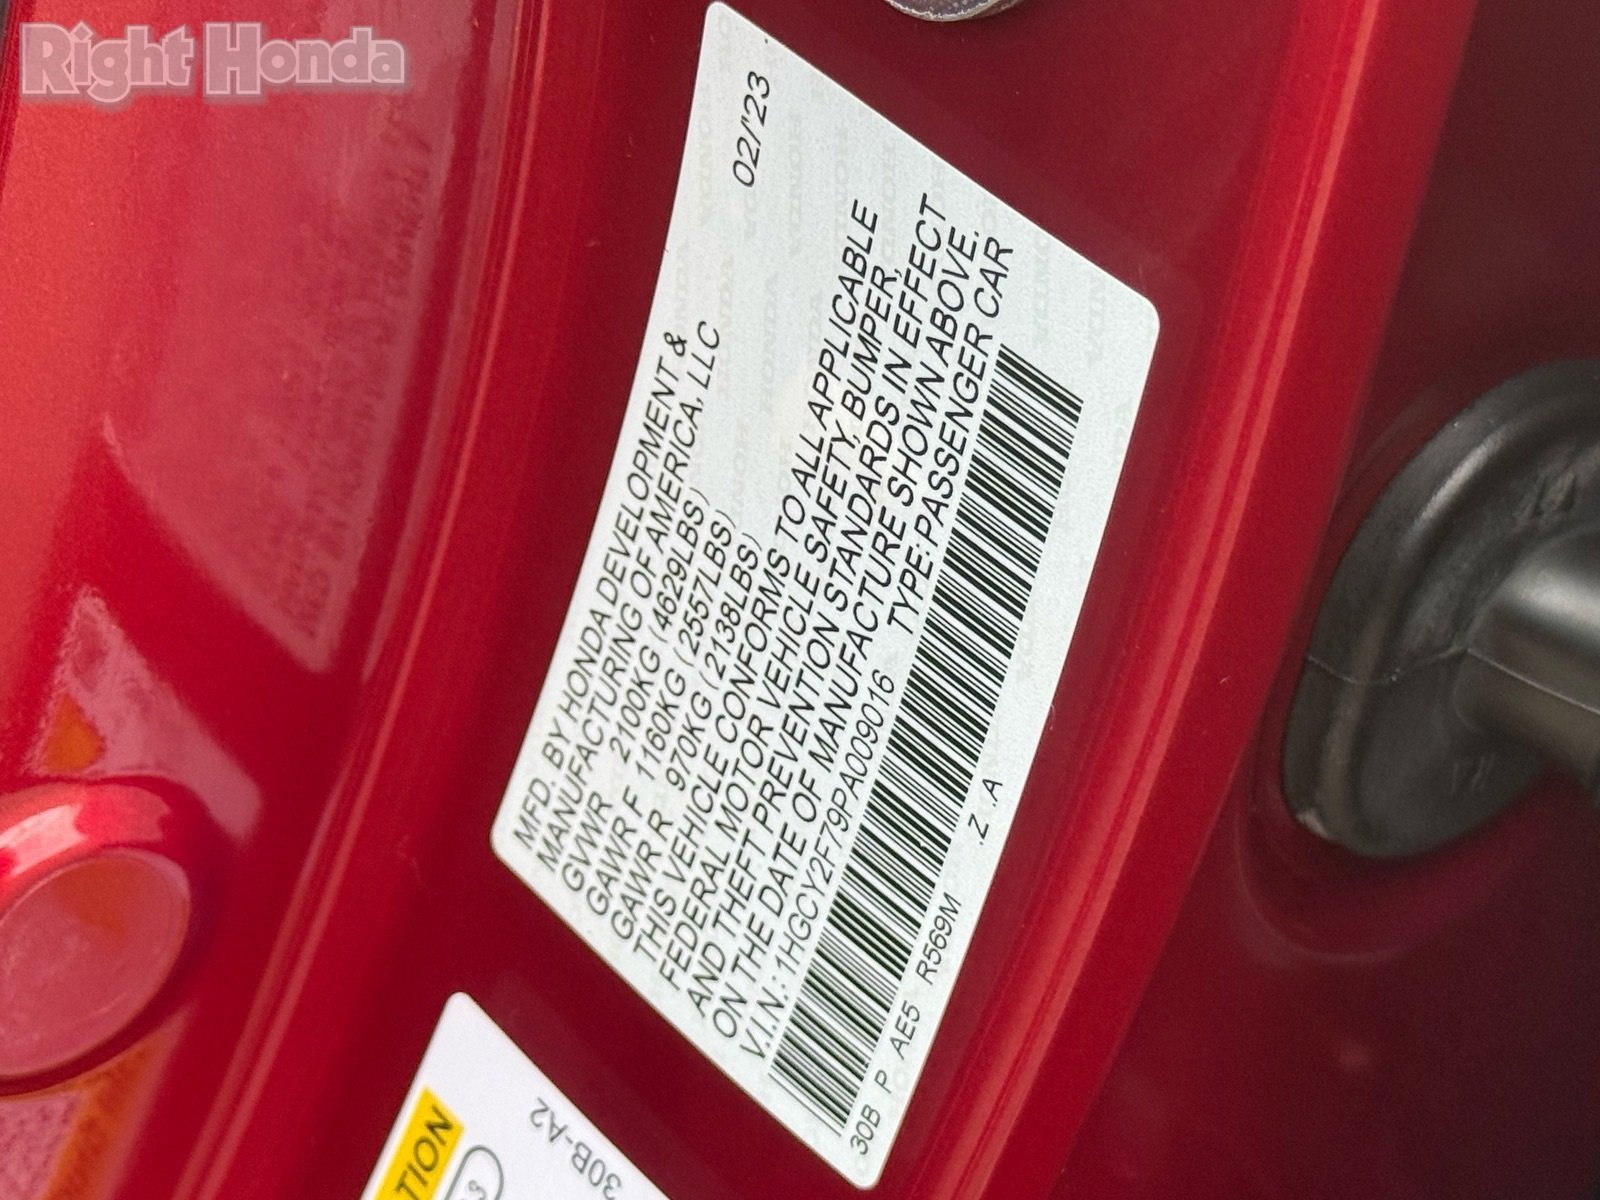 Right Honda
02/'23
MFD. BY HONDA DEVELOPMENT &
MANUFACTURING OF AMERICA, LLC
GVWR 2100KG (4629LBS)
GAWR F 1160KG (2557LBS)
GAWR R 970KG (2138LBS)
THIS VEHICLE CONFORMS TO ALL APPLICABLE
FEDERAL MOTOR VEHICLE SAFETY, BUMPER,
AND THEFT PREVENTION STANDARDS IN EFFECT
ON THE DATE OF MANUFACTURE SHOWN ABOVE.
V.I.N.: 1HGCY2F79PA009016 TYPE: PASSENGER CAR
30B P AE5 R569M .Z .A
TION
30B-A2